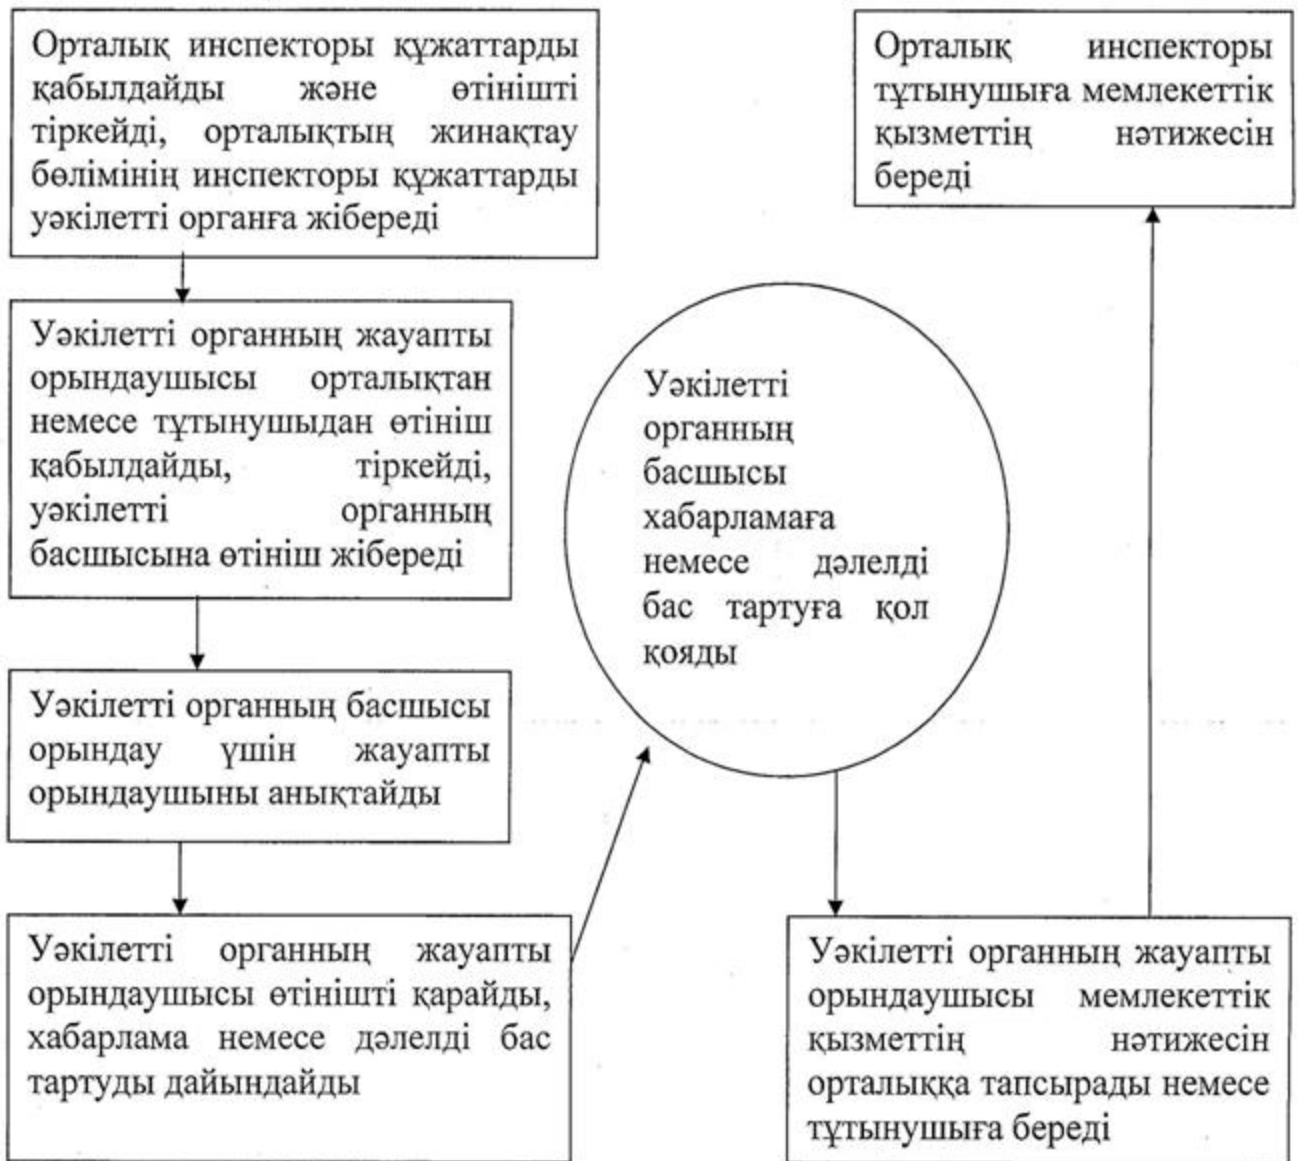 Орталық инспекторы құжаттарды
қабылдайды және өтінішті
тіркейді, орталықтың жинақтау
бөлімінің инспекторы құжаттарды
уәкілетті органға жібереді
Уәкілетті органның жауапты
орындаушысы орталықтан
немесе тұтынушыдан өтініш
қабылдайды, тіркейді,
уәкілетті органның
басшысына өтініш жібереді
Уәкілетті органның басшысы
орындау үшін жауапты
орындаушыны анықтайды
Уәкілетті органның жауапты
орындаушысы өтінішті қарайды,
хабарлама немесе дәлелді бас
тартуды дайындайды
Уәкілетті
органның
басшысы
хабарламаға
немесе дәлелді
бас тартуға қол
қояды
Уәкілетті органның жауапты
орындаушысы мемлекеттік
қызметтің нәтижесін
орталыққа тапсырады немесе
тұтынушыға береді
Орталық инспекторы
тұтынушыға мемлекеттік
қызметтің нәтижесін
береді